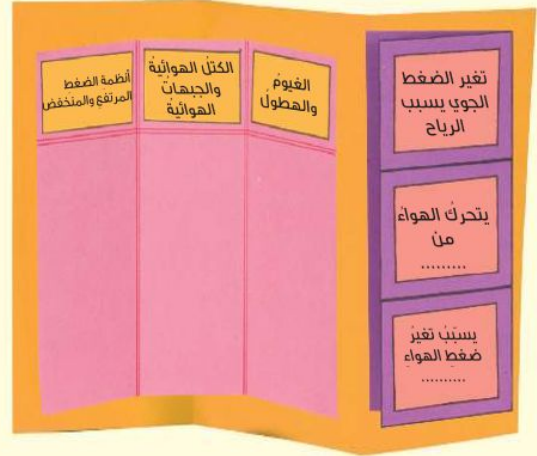 تغير الضغط
الجوي يسبب
الرياح
يتحرك الهواء
من
.........
يسبّبُ تغيرُ
ضغطِ الهواءِ
..........
الغيومُ
والهطولُ
الكتلُ الهوائيةُ
والجبهاتُ
الهوائيةُ
أنظمة الضغط
المرتفعِ والمنخفض